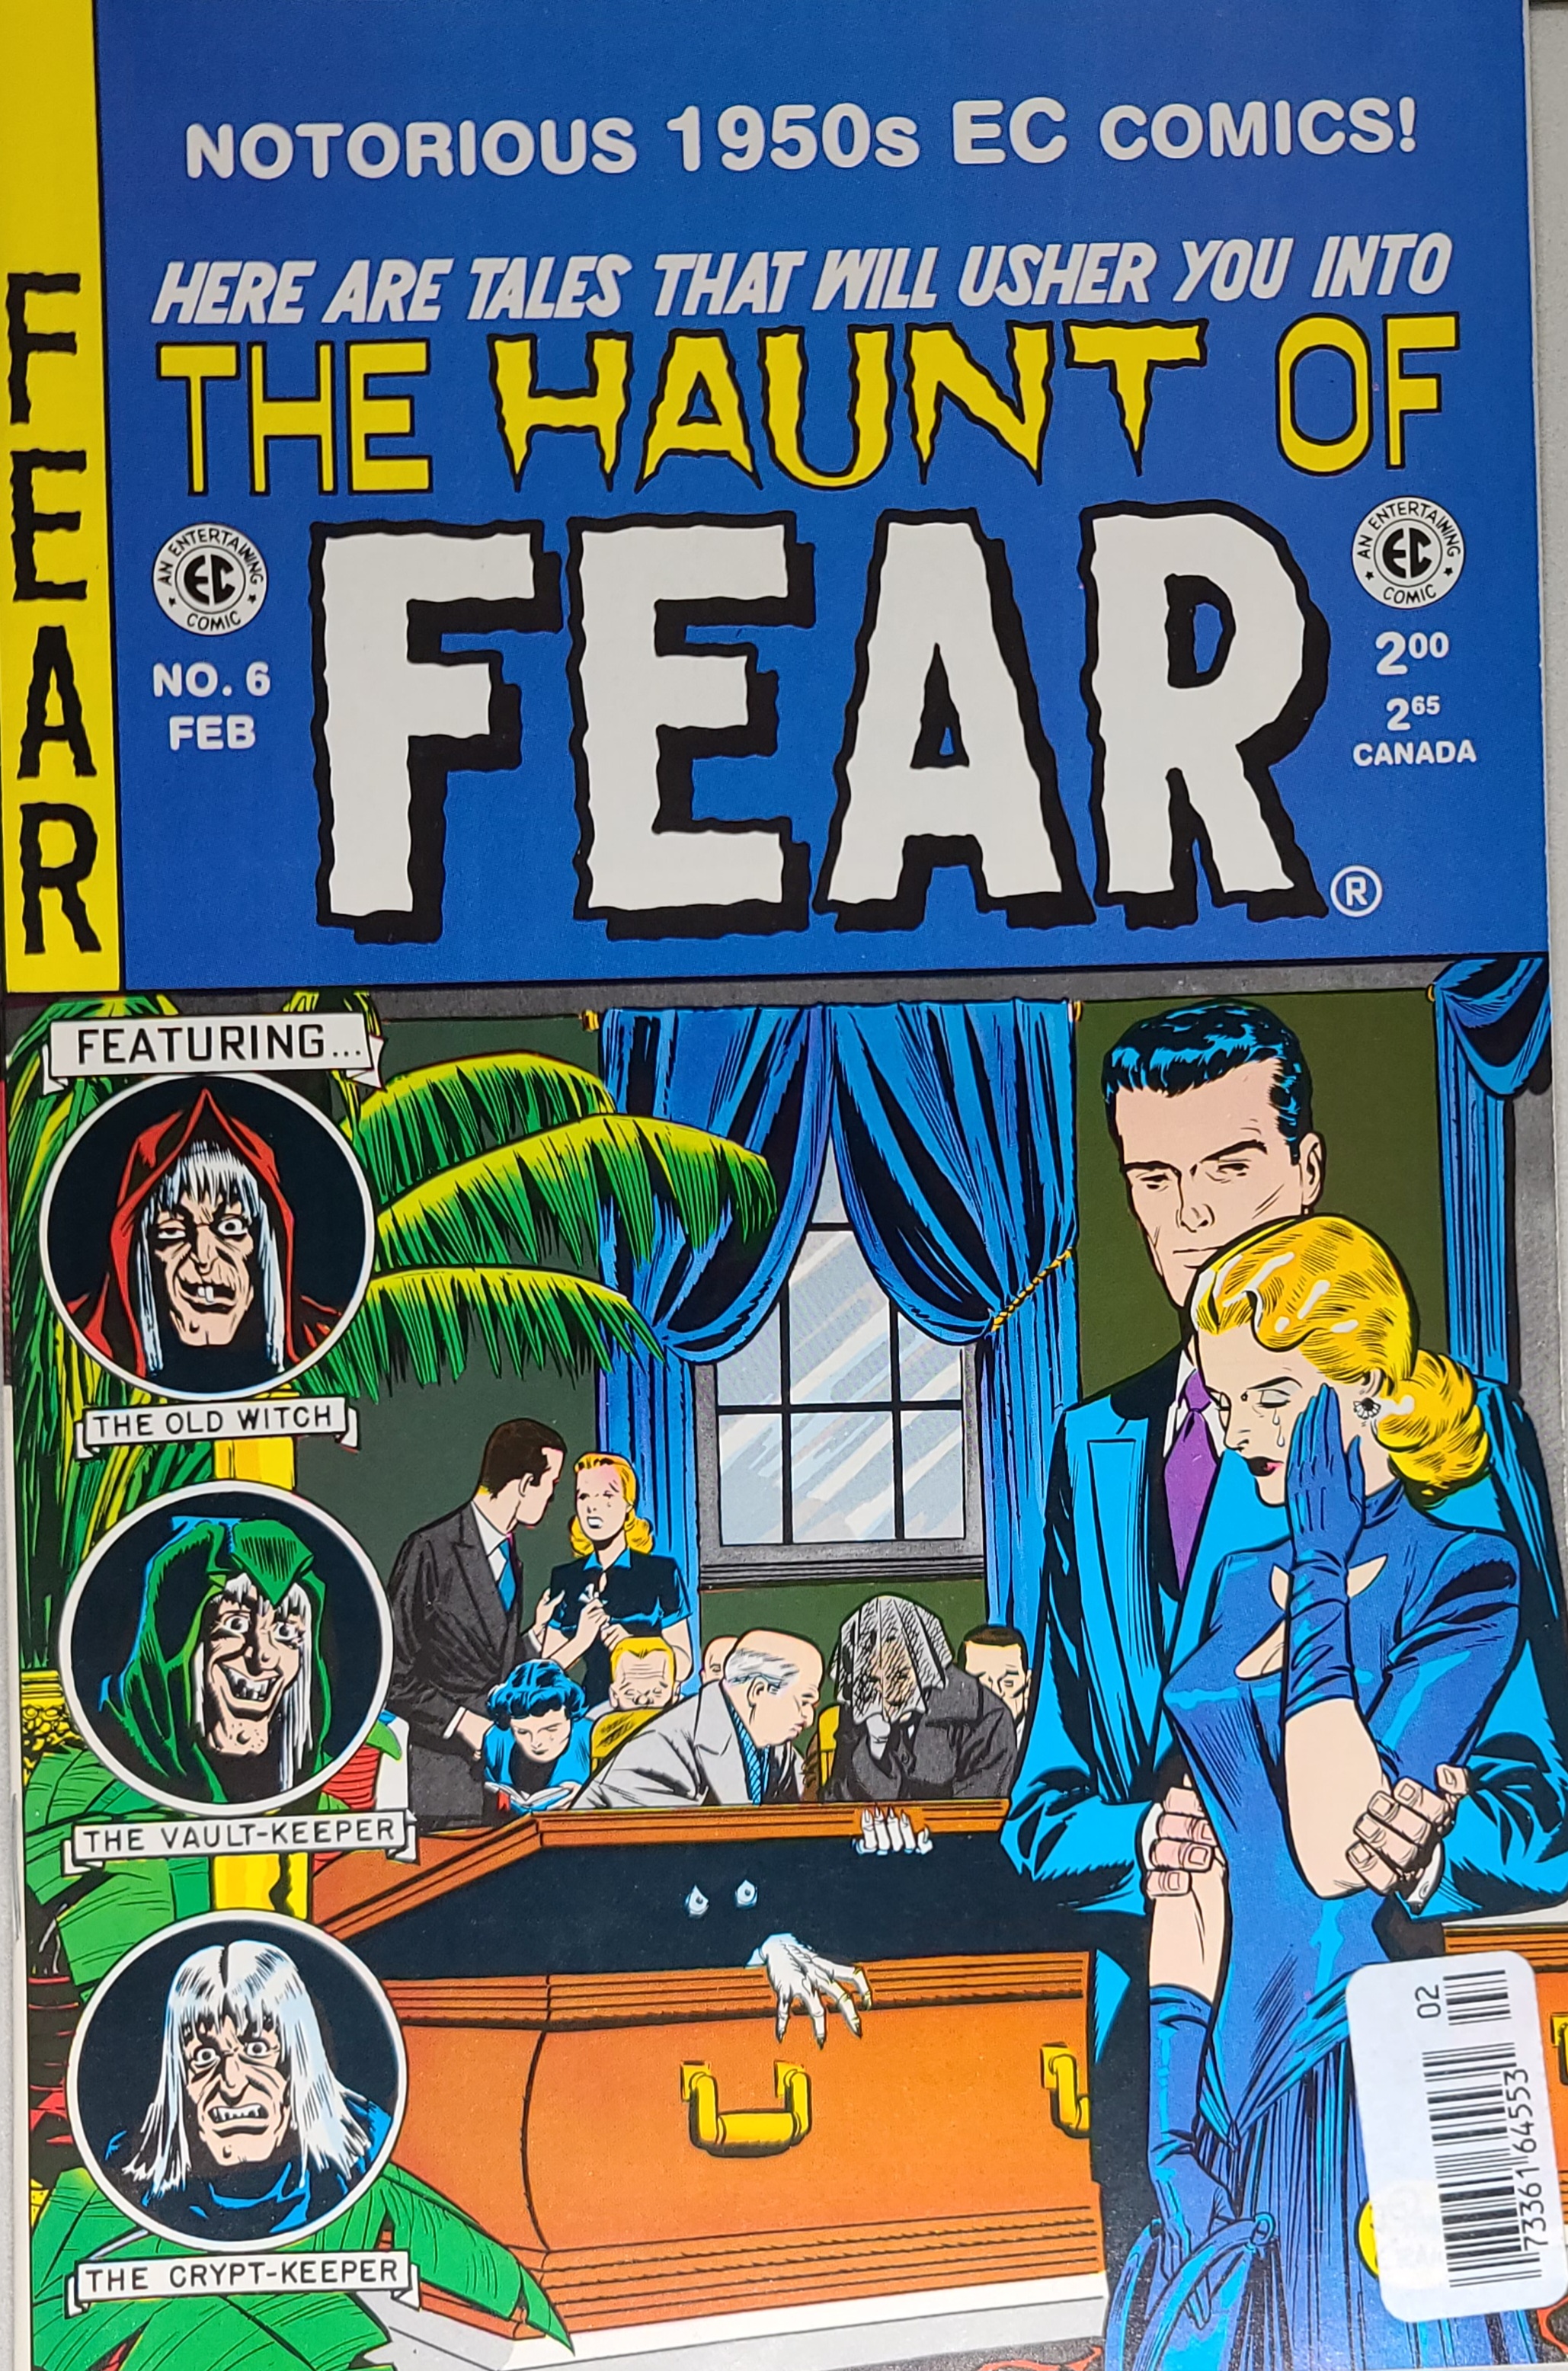 NOTORIOUS 1950s EC COMICS!
HERE ARE TALES THAT WILL USHER YOU INTO
THE HAUNT OF
FEAR
®
FEAR
AN ENTERTAINING
EC
COMIC
NO. 6
FEB
AN ENTERTAINING
EC
COMIC
2.00
2.65
CANADA
FEATURING...
THE OLD WITCH
THE VAULT-KEEPER
THE CRYPT-KEEPER
02
7336164553